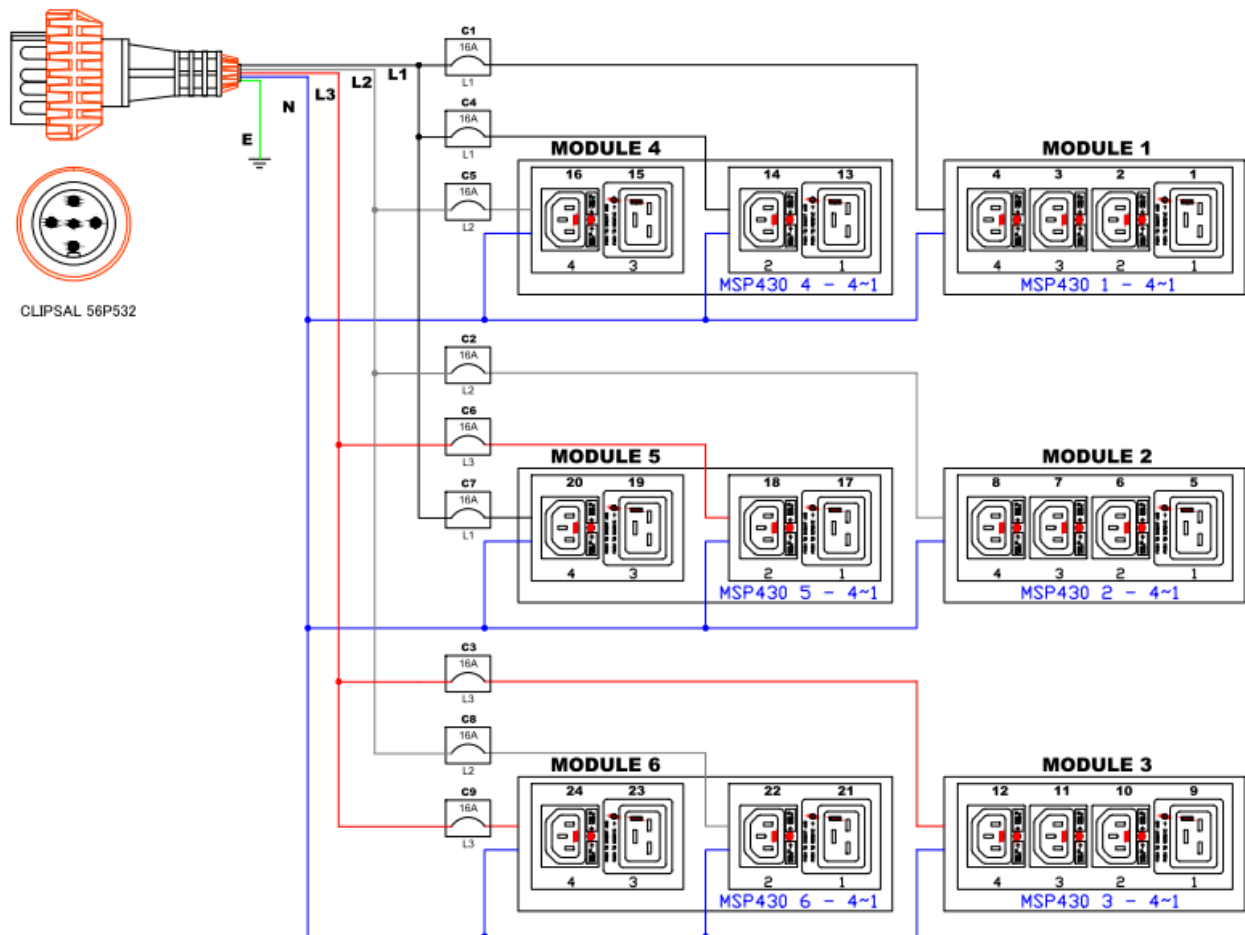 C1
16A
L1
L1
L2
L3
N
E
C4
16A
L1
C5
16A
L2
MODULE 4
16 15 14 13
4 3 2 1
MSP430 4 - 4~1
MODULE 1
4 3 2 1
4 3 2 1
MSP430 1 - 4~1
CLIPSAL 56P532
C2
16A
L2
C6
16A
L3
C7
16A
L1
MODULE 5
20 19 18 17
4 3 2 1
MSP430 5 - 4~1
MODULE 2
8 7 6 5
4 3 2 1
MSP430 2 - 4~1
C3
16A
L3
C8
16A
L2
C9
16A
L3
MODULE 6
24 23 22 21
4 3 2 1
MSP430 6 - 4~1
MODULE 3
12 11 10 9
4 3 2 1
MSP430 3 - 4~1